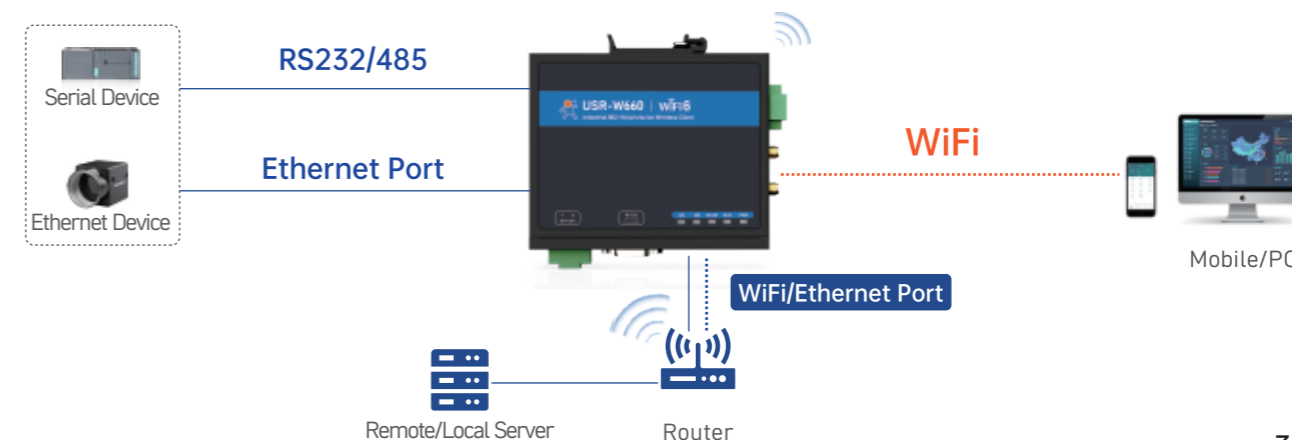 RS232/485
Serial Device
USR-W660 | WiFi6
WiFi
Ethernet Port
Ethernet Device
Mobile/PC
WiFi/Ethernet Port
Remote/Local Server
Router